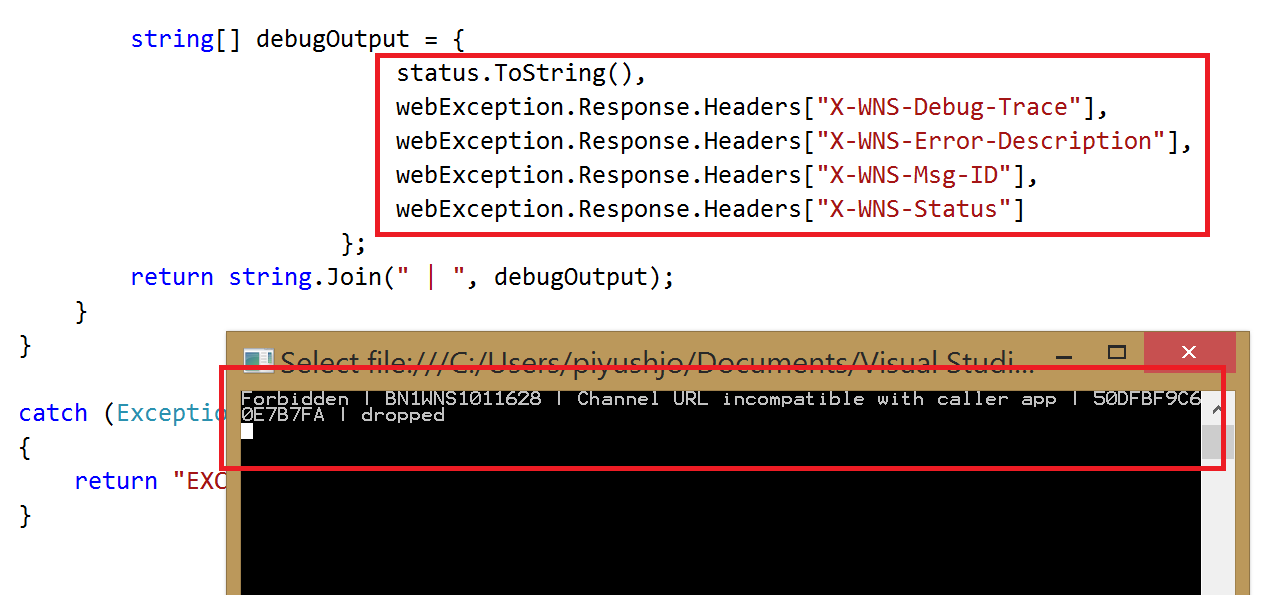 string[] debugOutput = {
status.ToString(),
webException.Response.Headers["X-WNS-Debug-Trace"],
webException.Response.Headers["X-WNS-Error-Description"],
webException.Response.Headers["X-WNS-Msg-ID"],
webException.Response.Headers["X-WNS-Status"]
};
return string.Join(" | ", debugOutput);
}
}
Select file:///C:/Users/piyushjo/Documents/Visual Studi...
Forbidden | BN1WNS1011628 | Channel URL incompatible with caller app | 50DFBF9C6
0E7B7FA | dropped
catch (Exceptio
{
return "EXC
}